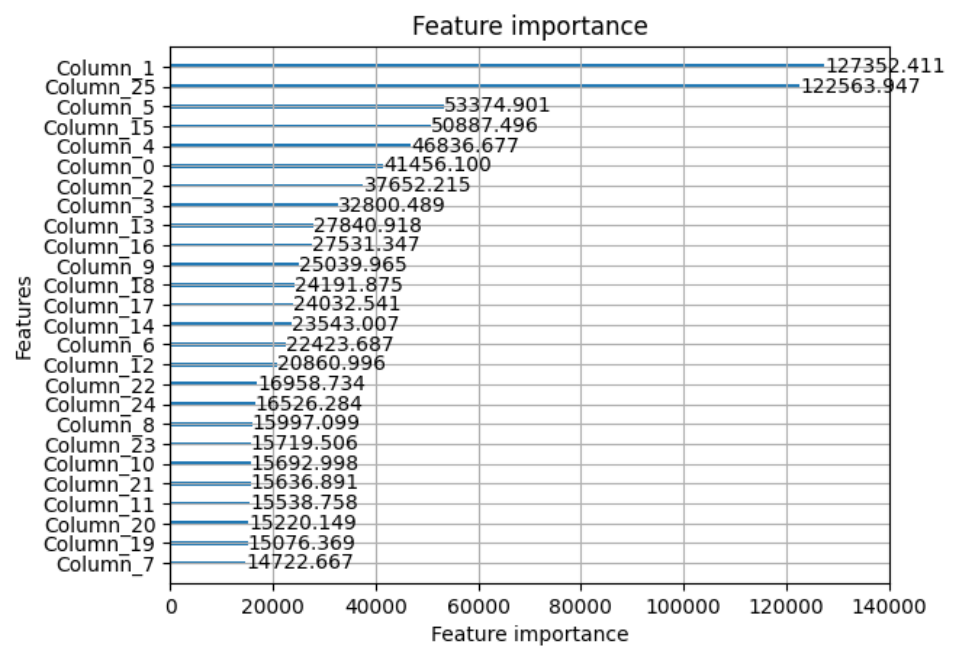 Feature importance
Column_1 127352.411
Column_25 122563.947
Column_5 53374.901
Column_15 50887.496
Column_4 46836.677
Column_0 41456.100
Column_2 37652.215
Column_3 32800.489
Column_13 27840.918
Column_16 27531.347
Column_9 25039.965
Column_18 24191.875
Column_17 24032.541
Column_14 23543.007
Column_6 22423.687
Column_12 20860.996
Column_22 16958.734
Column_24 16526.284
Column_8 15997.099
Column_23 15719.506
Column_10 15692.998
Column_21 15636.891
Column_11 15538.758
Column_20 15220.149
Column_19 15076.369
Column_7 14722.667
Features
0 20000 40000 60000 80000 100000 120000 140000
Feature importance